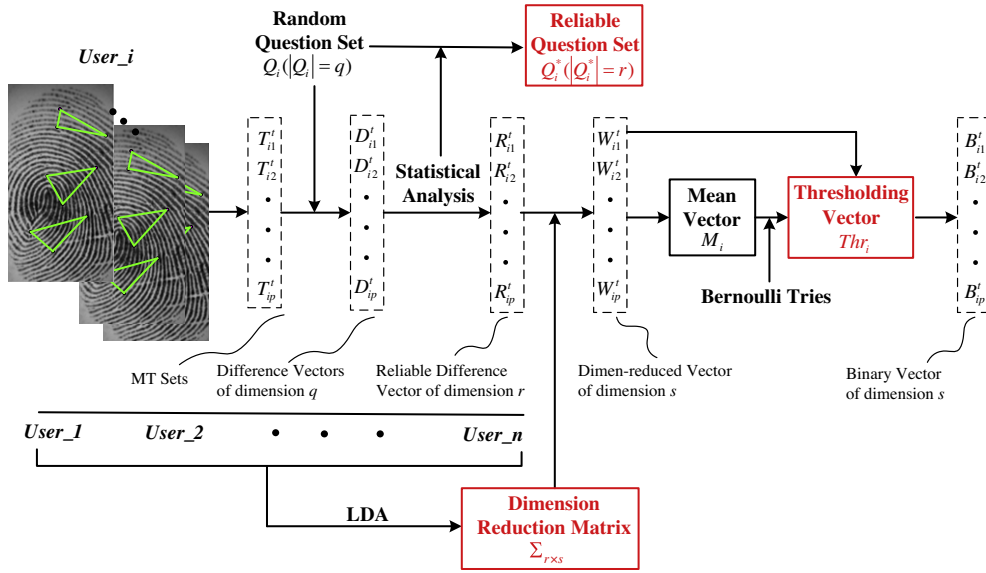 User_i
Random
Question Set
Q_i(|Q_i| = q)
Reliable
Question Set
Q_i^*(|Q_i^*| = r)
T_{i1}^t
T_{i2}^t
T_{ip}^t
D_{i1}^t
D_{i2}^t
D_{ip}^t
Statistical
Analysis
R_{i1}^t
R_{i2}^t
R_{ip}^t
W_{i1}^t
W_{i2}^t
W_{ip}^t
Mean
Vector
M_i
Thresholding
Vector
Thr_i
Bernoulli Tries
B_{i1}^t
B_{i2}^t
B_{ip}^t
MT Sets
Difference Vectors
of dimension q
Reliable Difference
Vector of dimension r
Dimen-reduced Vector
of dimension s
Binary Vector
of dimension s
User_1 User_2 • • • User_n
LDA
Dimension
Reduction Matrix
Σ_{r×s}